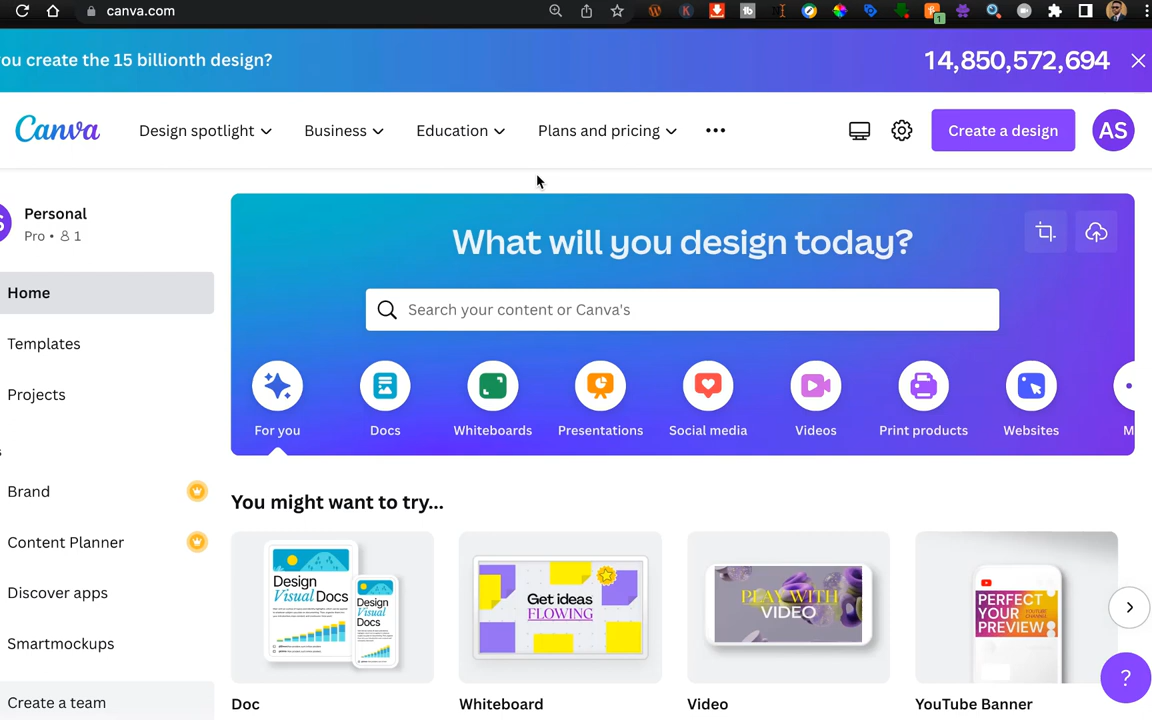 canva.com
1
ou create the 15 billionth design?
14,850,572,694
Canva
Design spotlight
Business
Education
Plans and pricing
Create a design
AS
S
Personal
Pro • 1
Home
Templates
Projects
Brand
Content Planner
Discover apps
Smartmockups
Create a team
What will you design today?
Search your content or Canva's
For you
Docs
Whiteboards
Presentations
Social media
Videos
Print products
Websites
M
You might want to try...
Design
Visual Docs
Design
Visual
Docs
Get ideas
FLOWING
PLAY WITH
VIDEO
PERFECT
YOUR
PREVIEW
Doc
Whiteboard
Video
YouTube Banner
?